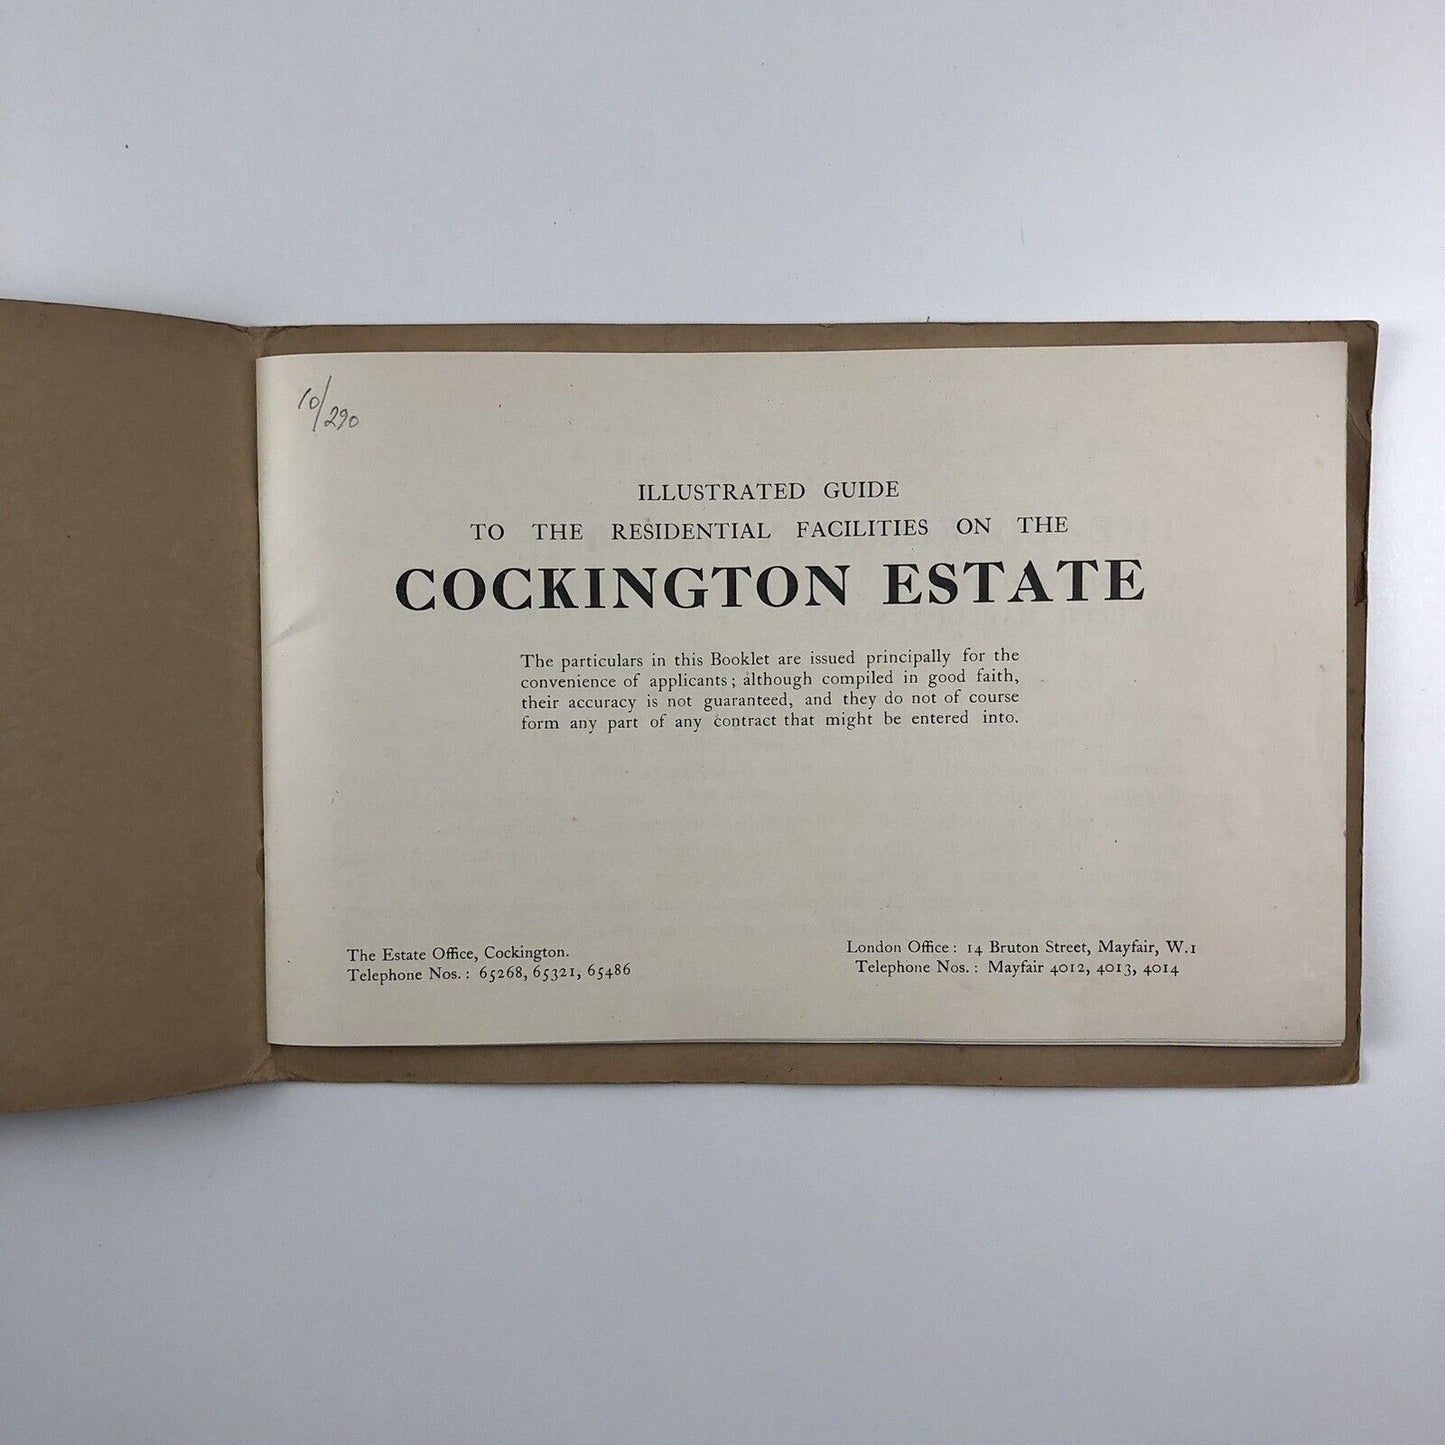 10/290
ILLUSTRATED GUIDE
TO THE RESIDENTIAL FACILITIES ON THE
COCKINGTON ESTATE
The particulars in this Booklet are issued principally for the
convenience of applicants; although compiled in good faith,
their accuracy is not guaranteed, and they do not of course
form any part of any contract that might be entered into.
The Estate Office, Cockington.
Telephone Nos.: 65268, 65321, 65486
London Office: 14 Bruton Street, Mayfair, W.1
Telephone Nos.: Mayfair 4012, 4013, 4014